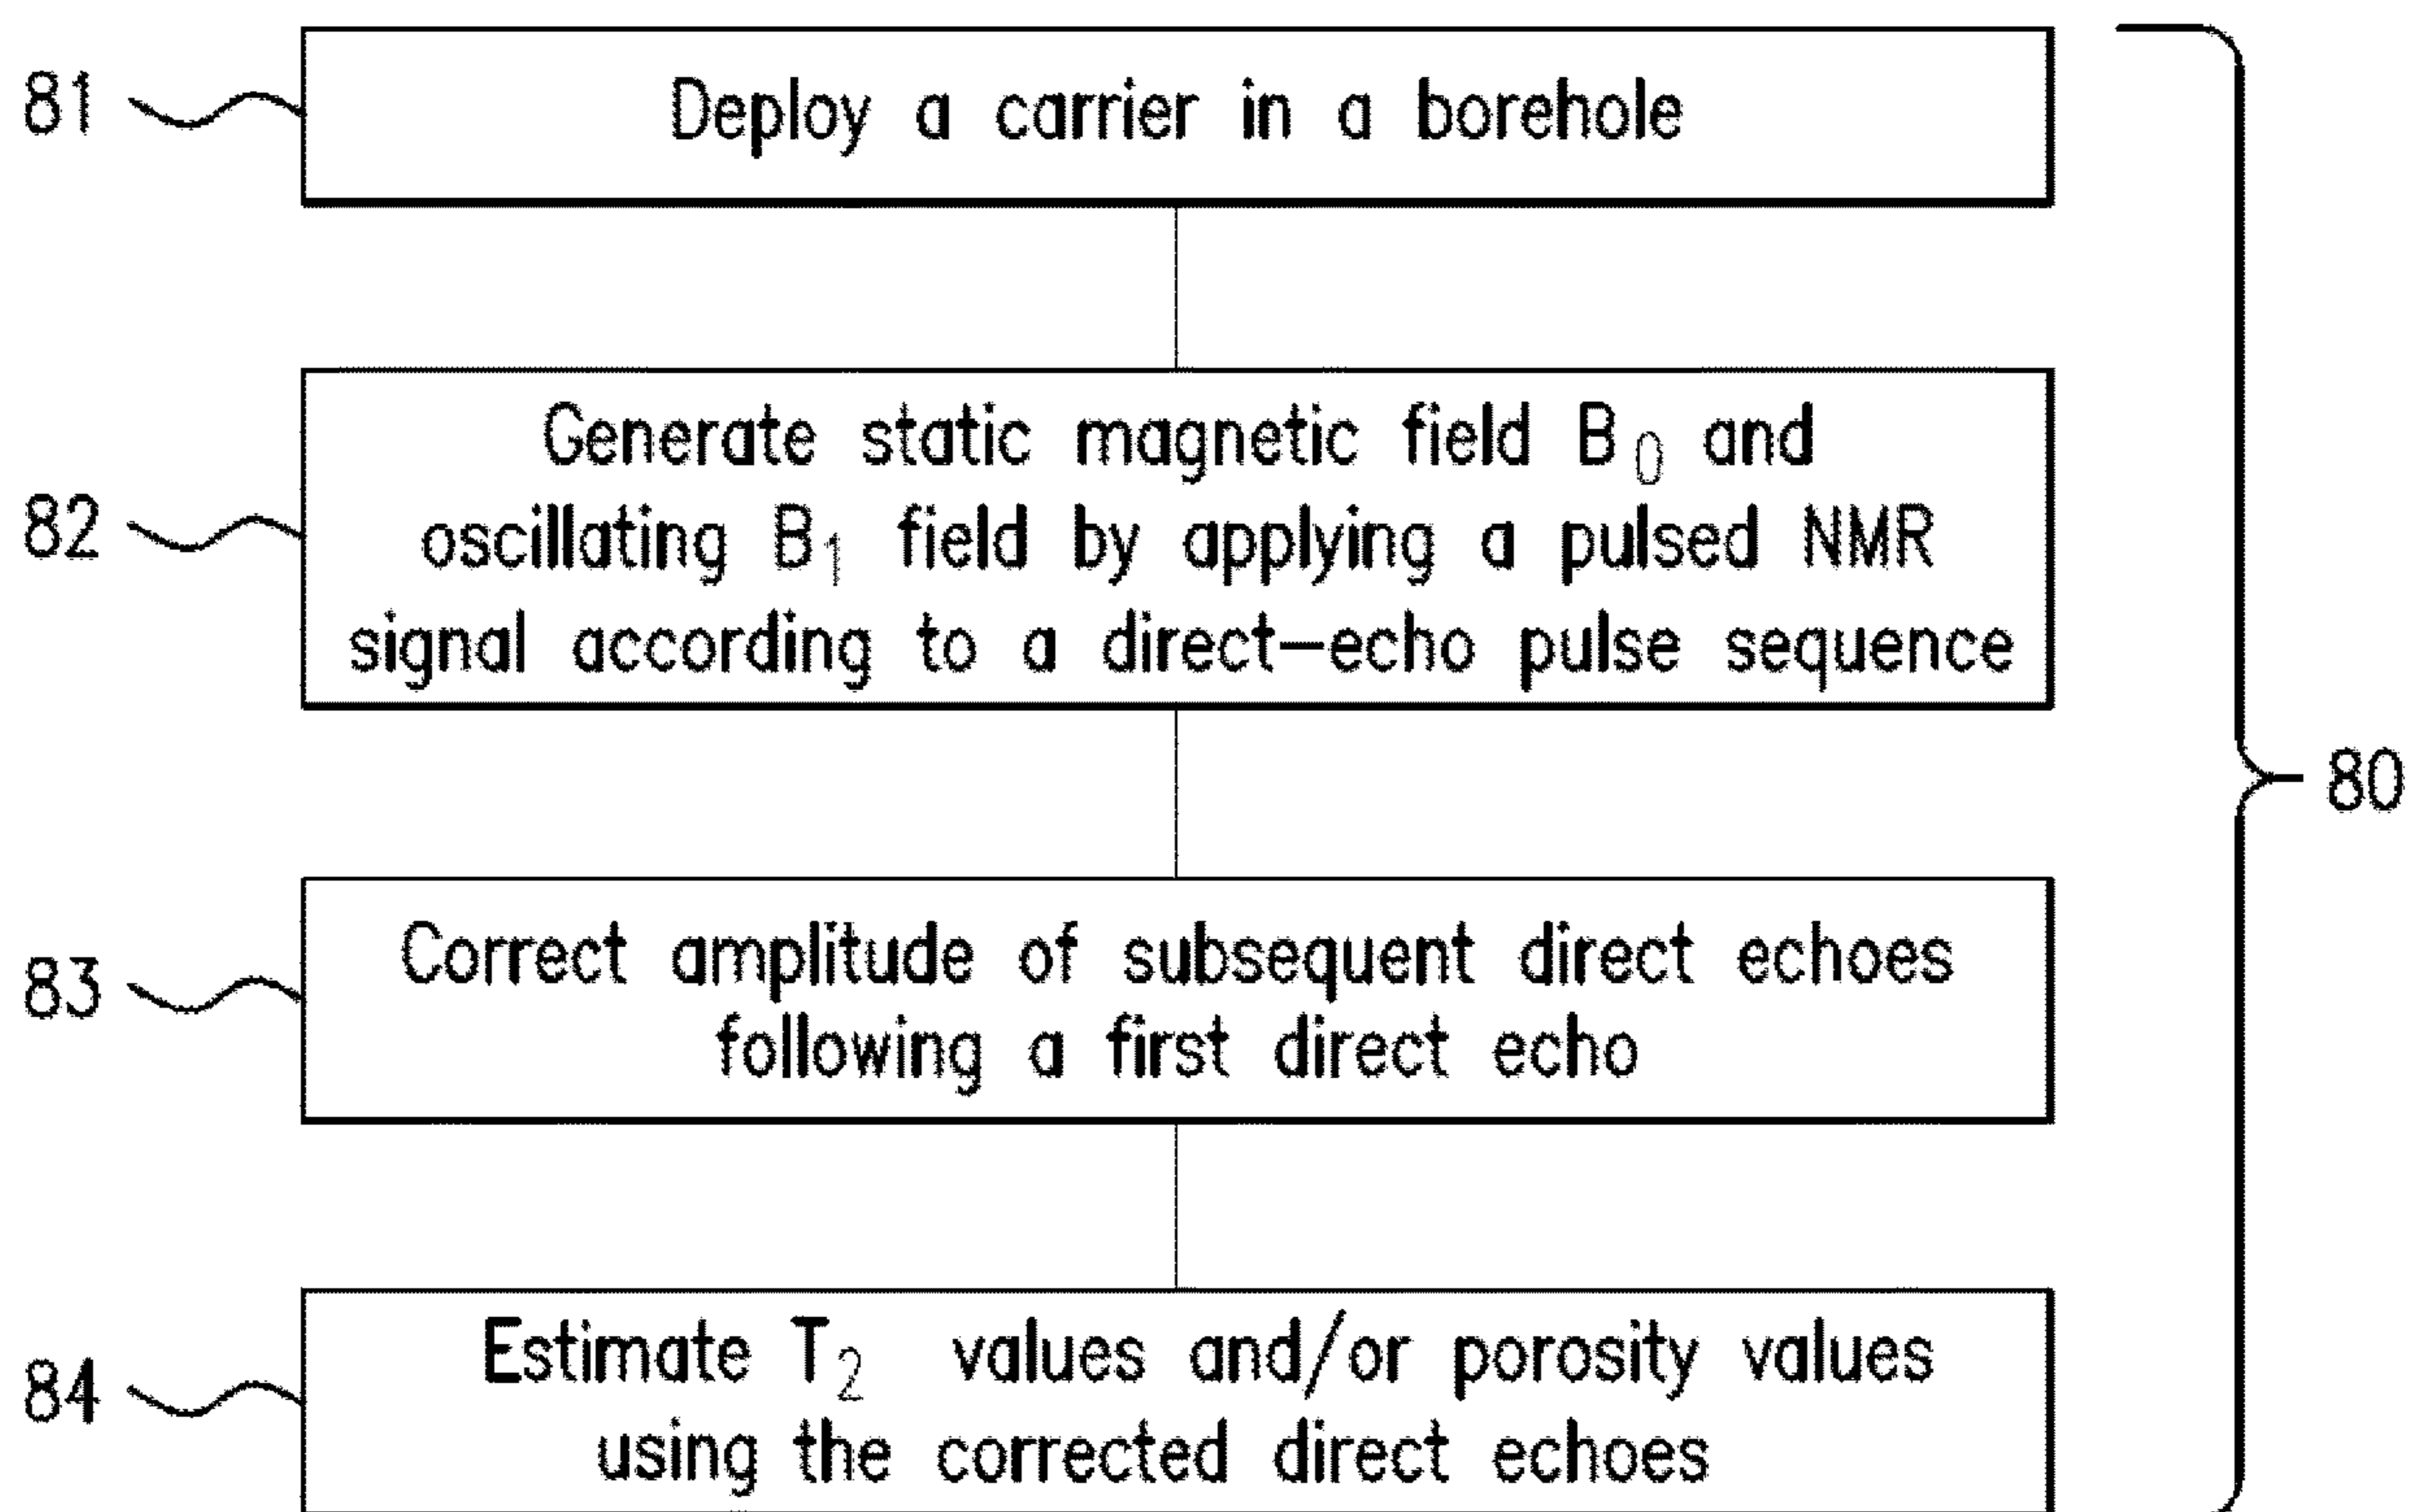 81
Deploy a carrier in a borehole
82
Generate static magnetic field B₀ and
oscillating B₁ field by applying a pulsed NMR
signal according to a direct–echo pulse sequence
80
83
Correct amplitude of subsequent direct echoes
following a first direct echo
84
Estimate T₂ values and/or porosity values
using the corrected direct echoes